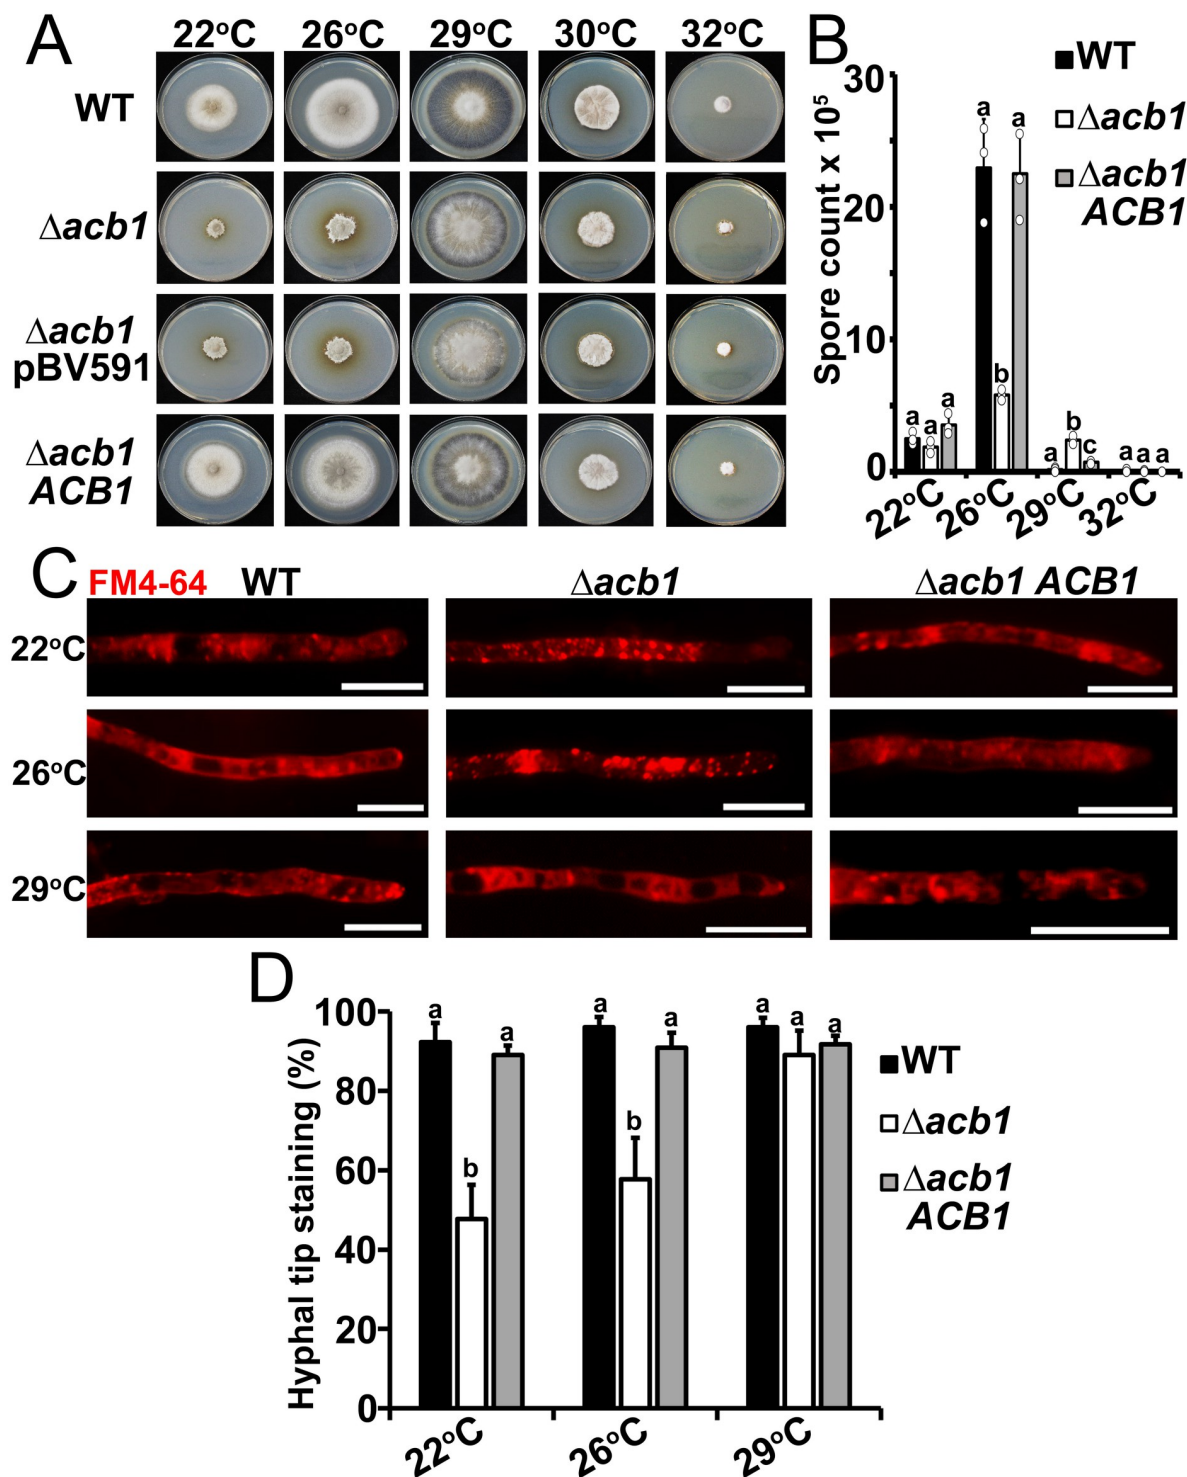 A
22°C 26°C 29°C 30°C 32°C
WT
Δacb1
Δacb1
pBV591
Δacb1
ACB1
B
WT
Δacb1
Δacb1
ACB1
Spore count x 10⁵
30
20
10
0
a a a
a b a
a b c
a a a
22°C 26°C 29°C 32°C
C
FM4-64 WT Δacb1 Δacb1 ACB1
22°C
26°C
29°C
D
Hyphal tip staining (%)
100
80
60
40
20
0
a b a
a b a
a a a
22°C 26°C 29°C
WT
Δacb1
Δacb1
ACB1